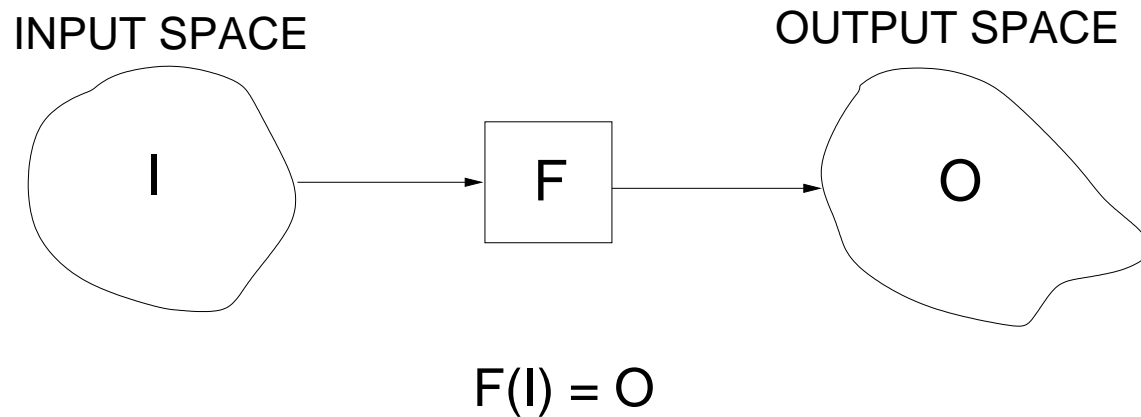 INPUT SPACE
OUTPUT SPACE
I
F
O
F(I) = O